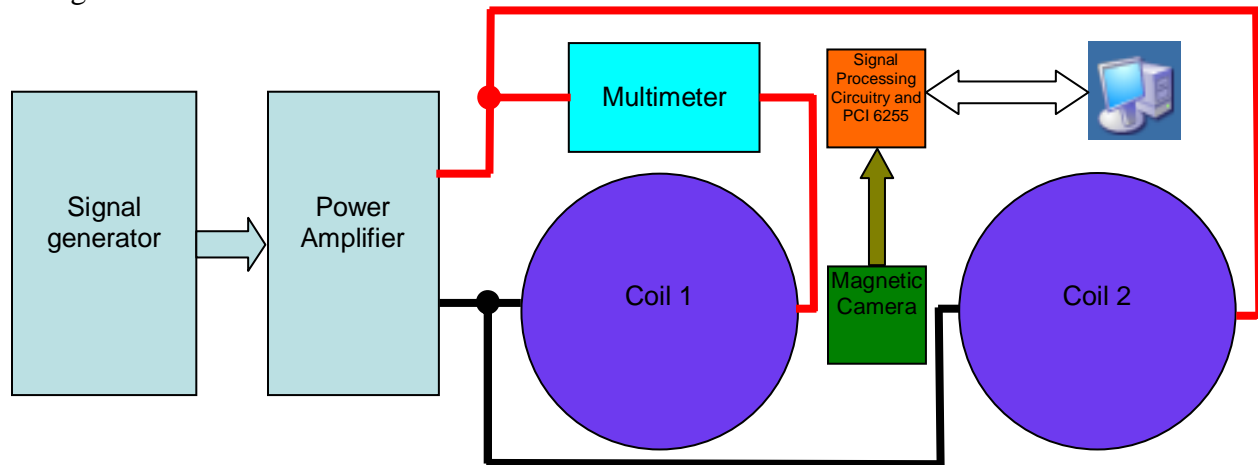 Signal
generator
Power
Amplifier
Multimeter
Coil 1
Signal
Processing
Circuitry and
PCI 6255
Magnetic
Camera
Coil 2